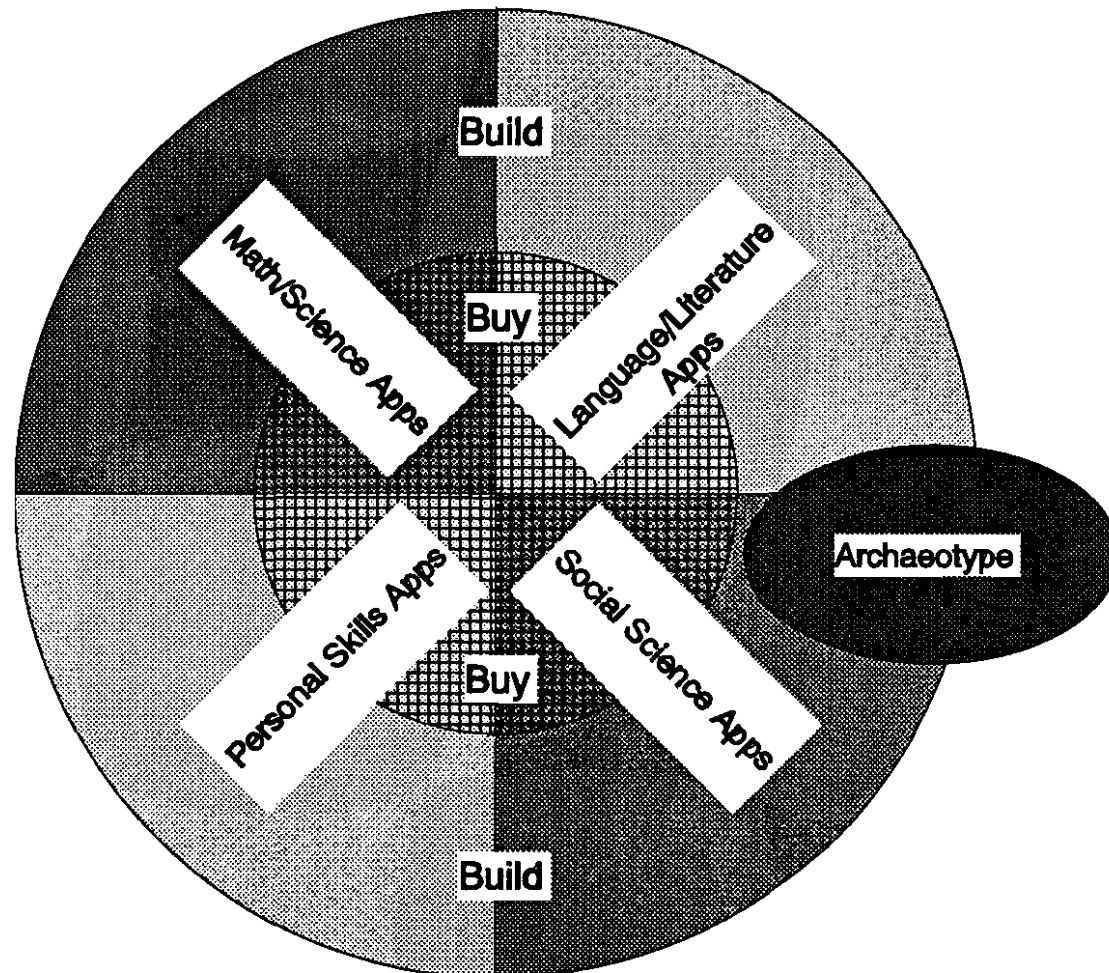 Build
Math/Science Apps
Buy
Language/Literature
Apps
Archaeotype
Personal Skills Apps
Social Science Apps
Buy
Build